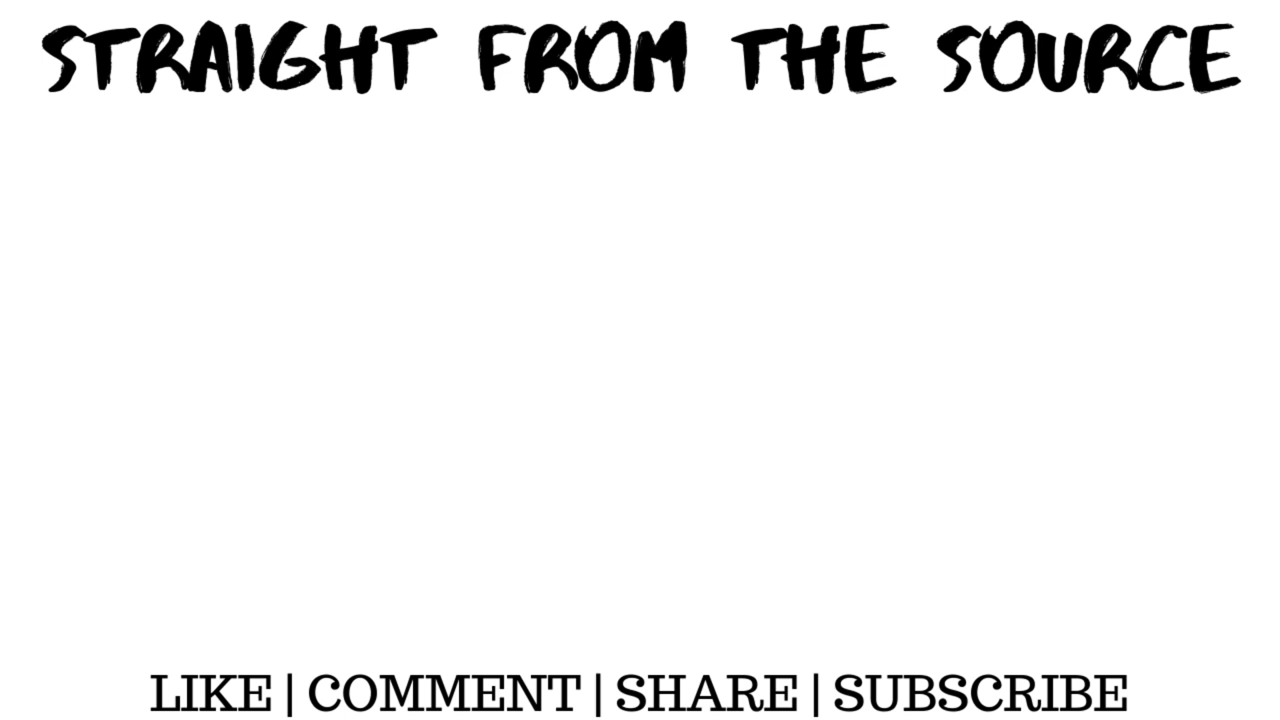 STRAIGHT FROM THE SOURCE
LIKE | COMMENT | SHARE | SUBSCRIBE